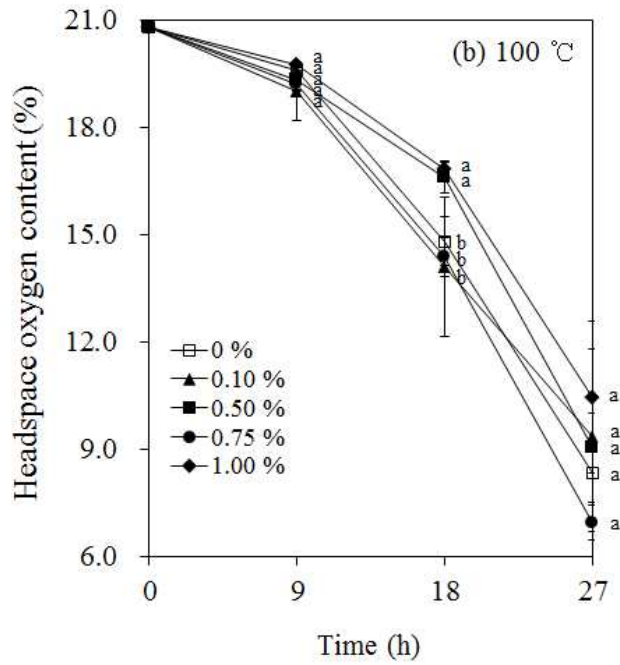 (b) 100 ℃
Headspace oxygen content (%)
21.0
18.0
15.0
12.0
9.0
6.0
a
a
a
a
a
a
a
b
b
b
a
a
a
a
a
0 %
0.10 %
0.50 %
0.75 %
1.00 %
0 9 18 27
Time (h)